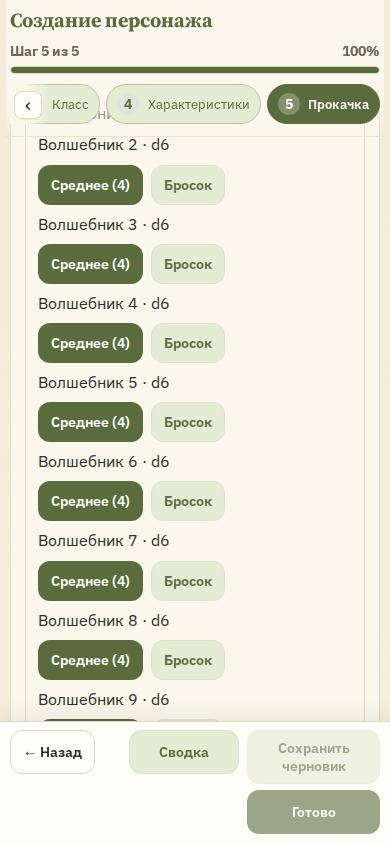 Создание персонажа
Шаг 5 из 5 100%
‹ Класс 4 Характеристики 5 Прокачка
Волшебник 2 · d6
Среднее (4) Бросок
Волшебник 3 · d6
Среднее (4) Бросок
Волшебник 4 · d6
Среднее (4) Бросок
Волшебник 5 · d6
Среднее (4) Бросок
Волшебник 6 · d6
Среднее (4) Бросок
Волшебник 7 · d6
Среднее (4) Бросок
Волшебник 8 · d6
Среднее (4) Бросок
Волшебник 9 · d6
← Назад Сводка Сохранить
черновик
Готово